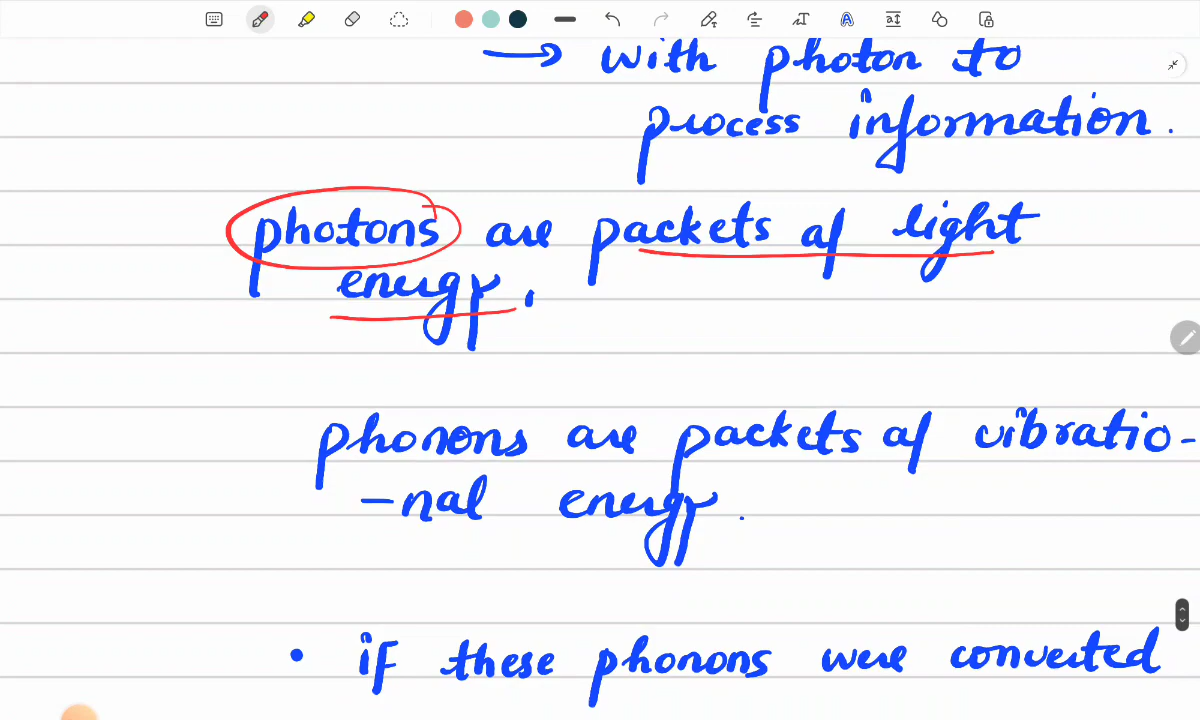 → with photon to
process information.
photons are packets of light
energy,
phonons are packets of vibratio-
-nal energy.
• if these phonons were converted